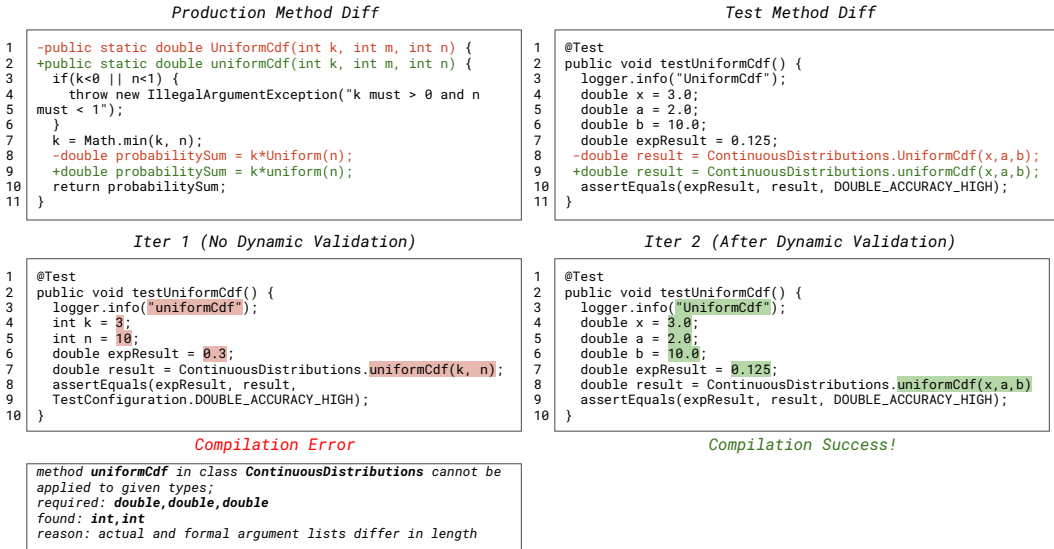 Production Method Diff
1 -public static double UniformCdf(int k, int m, int n) {
2 +public static double uniformCdf(int k, int m, int n) {
3 if(k<0 || n<1) {
4 throw new IllegalArgumentException("k must > 0 and n
5 must < 1");
6 }
7 k = Math.min(k, n);
8 -double probabilitySum = k*Uniform(n);
9 +double probabilitySum = k*uniform(n);
10 return probabilitySum;
11 }
Test Method Diff
1 @Test
2 public void testUniformCdf() {
3 logger.info("UniformCdf");
4 double x = 3.0;
5 double a = 2.0;
6 double b = 10.0;
7 double expResult = 0.125;
8 -double result = ContinuousDistributions.UniformCdf(x,a,b);
9 +double result = ContinuousDistributions.uniformCdf(x,a,b);
10 assertEquals(expResult, result, DOUBLE_ACCURACY_HIGH);
11 }
Iter 1 (No Dynamic Validation)
1 @Test
2 public void testUniformCdf() {
3 logger.info("uniformCdf");
4 int k = 3;
5 int n = 10;
6 double expResult = 0.3;
7 double result = ContinuousDistributions.uniformCdf(k, n);
8 assertEquals(expResult, result,
9 TestConfiguration.DOUBLE_ACCURACY_HIGH);
10 }
Compilation Error
method uniformCdf in class ContinuousDistributions cannot be
applied to given types;
required: double,double,double
found: int,int
reason: actual and formal argument lists differ in length
Iter 2 (After Dynamic Validation)
1 @Test
2 public void testUniformCdf() {
3 logger.info("UniformCdf");
4 double x = 3.0;
5 double a = 2.0;
6 double b = 10.0;
7 double expResult = 0.125;
8 double result = ContinuousDistributions.uniformCdf(x,a,b)
9 assertEquals(expResult, result, DOUBLE_ACCURACY_HIGH);
10 }
Compilation Success!